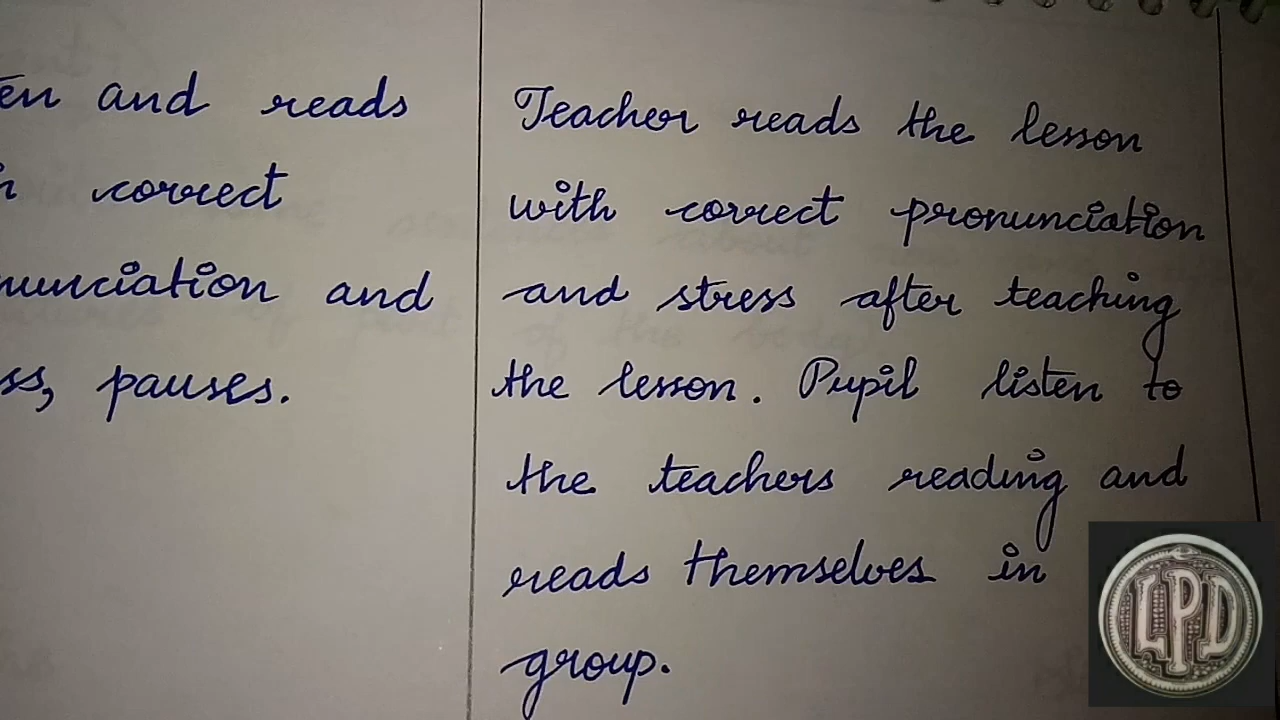 en and reads
correct
nunciation and
ss, pauses.
Teacher reads the lesson
with correct pronunciation
and stress after teaching
the lesson. Pupil listen to
the teachers reading and
reads themselves in
group.
LPD